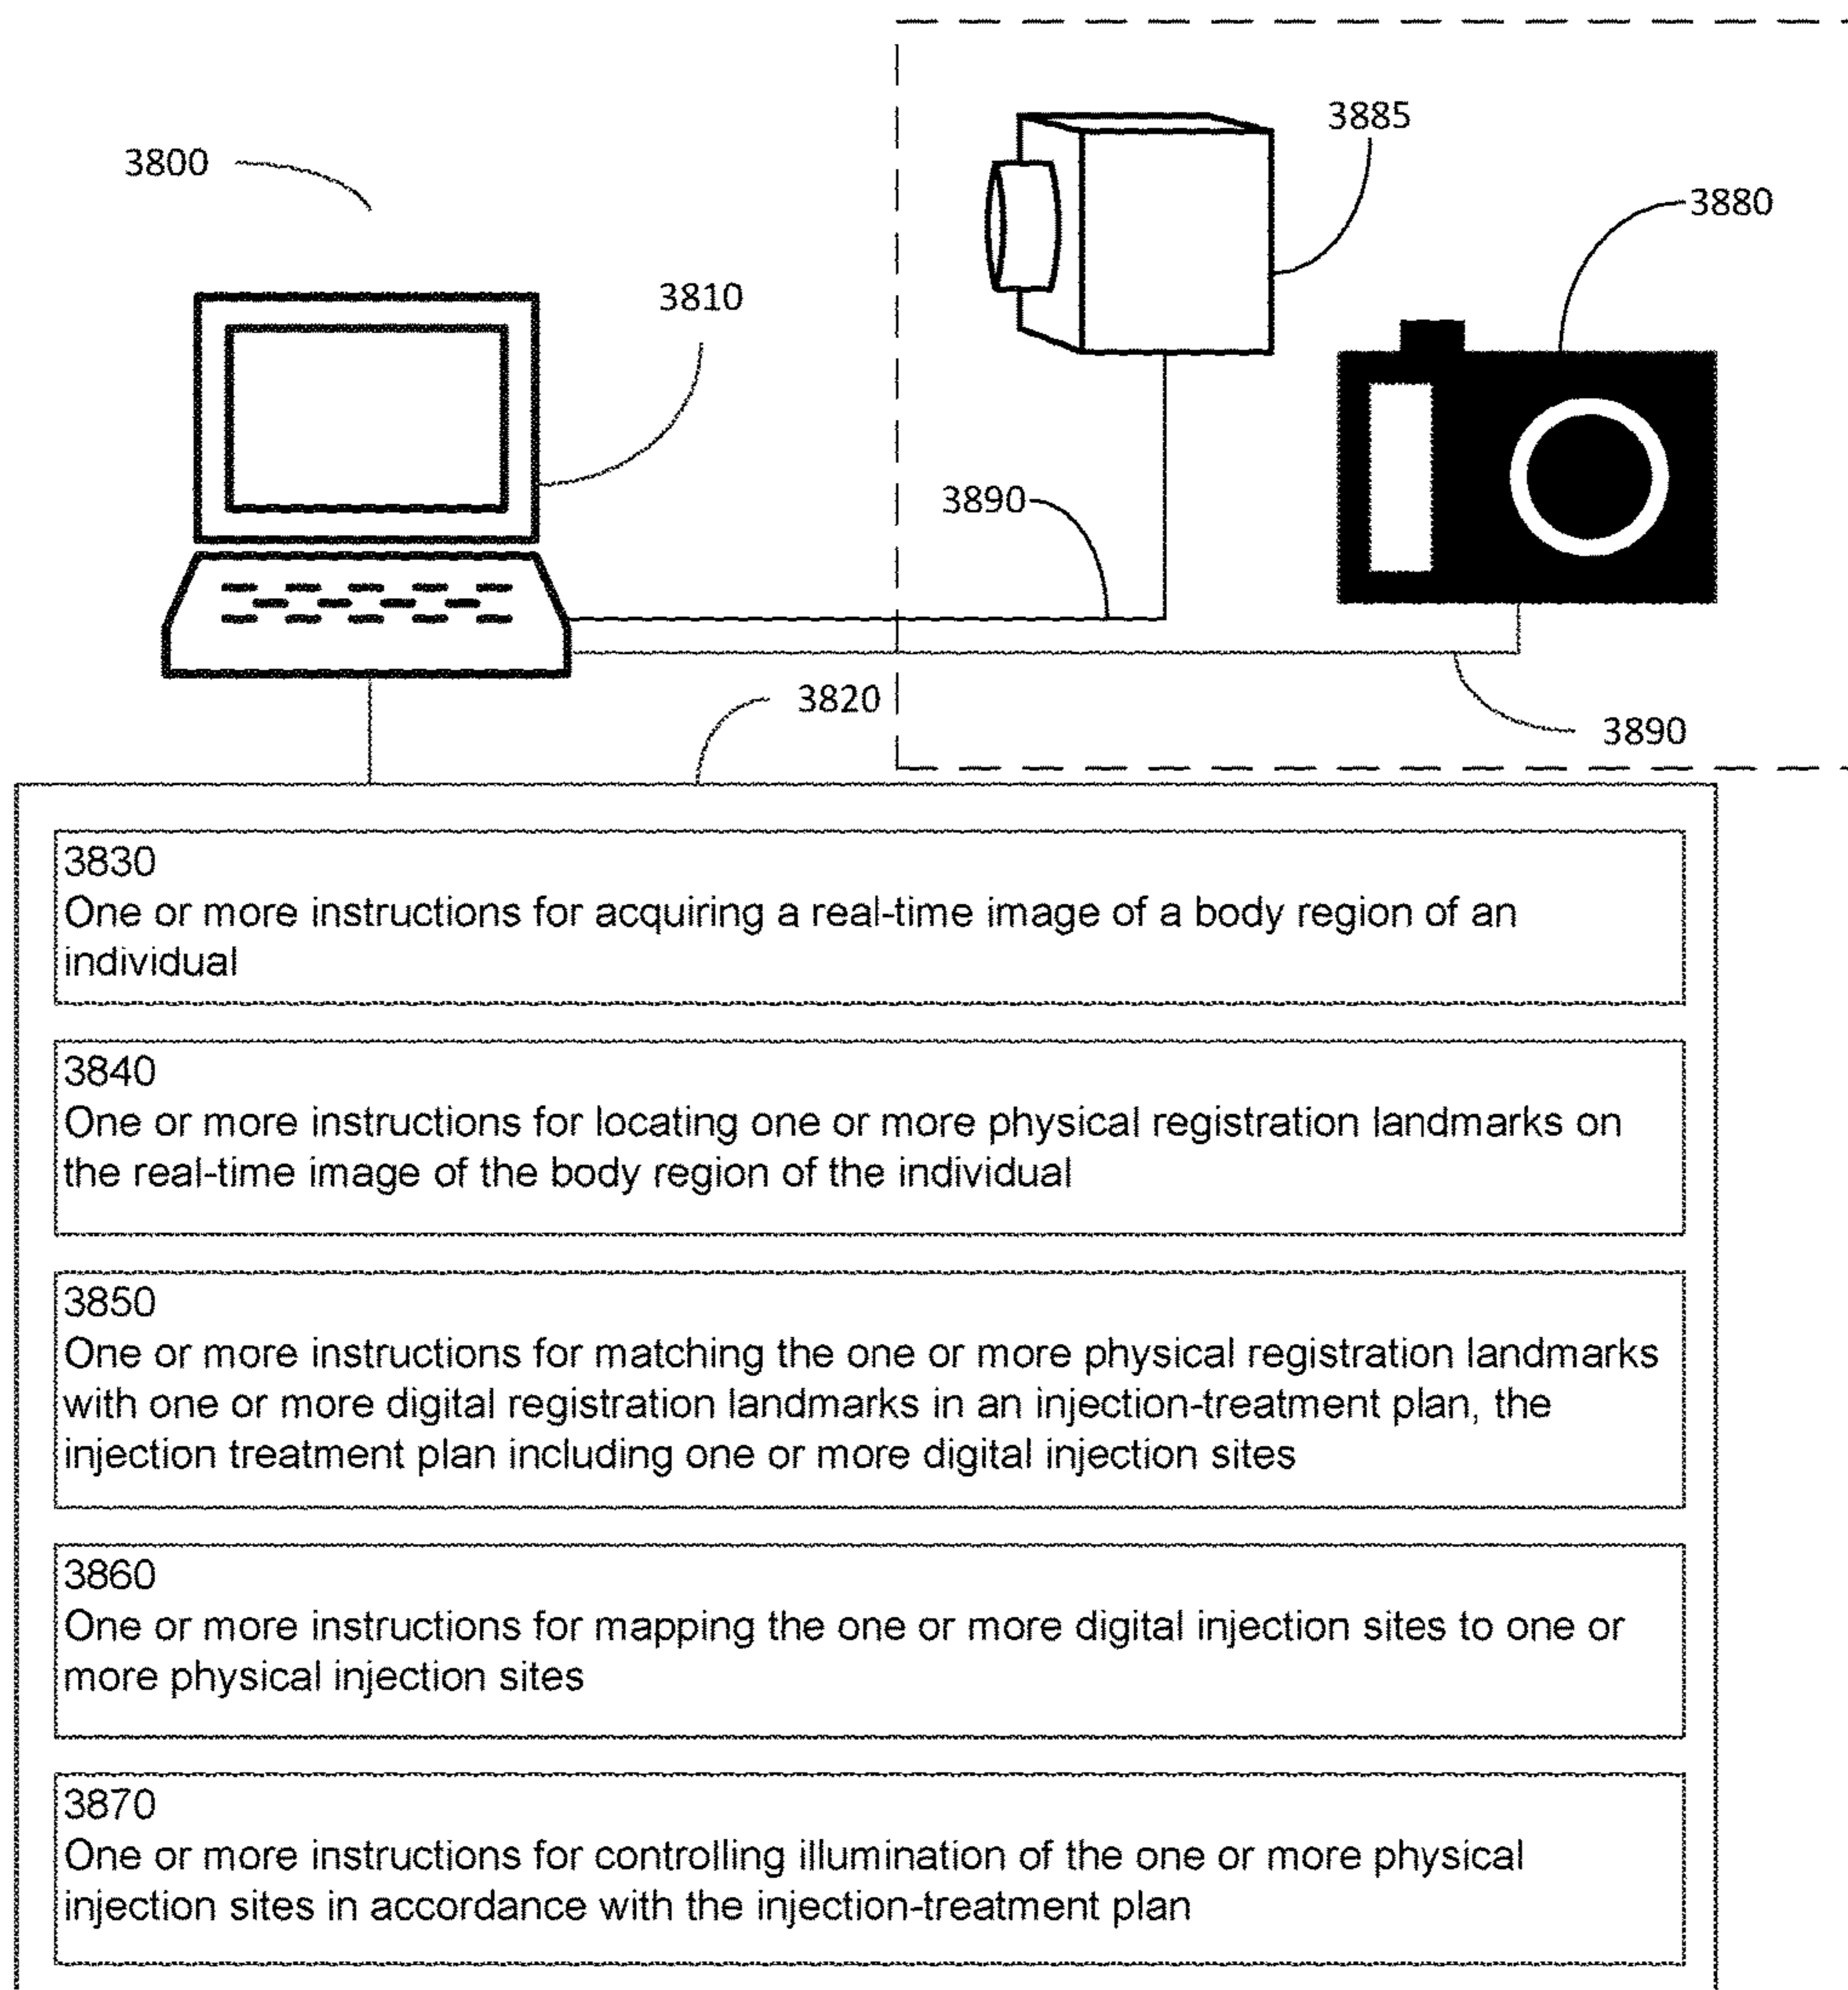 3885
3800
3880
3810
3890
3820
3890
3830
One or more instructions for acquiring a real-time image of a body region of an
individual
3840
One or more instructions for locating one or more physical registration landmarks on
the real-time image of the body region of the individual
3850
One or more instructions for matching the one or more physical registration landmarks
with one or more digital registration landmarks in an injection-treatment plan, the
injection treatment plan including one or more digital injection sites
3860
One or more instructions for mapping the one or more digital injection sites to one or
more physical injection sites
3870
One or more instructions for controlling illumination of the one or more physical
injection sites in accordance with the injection-treatment plan